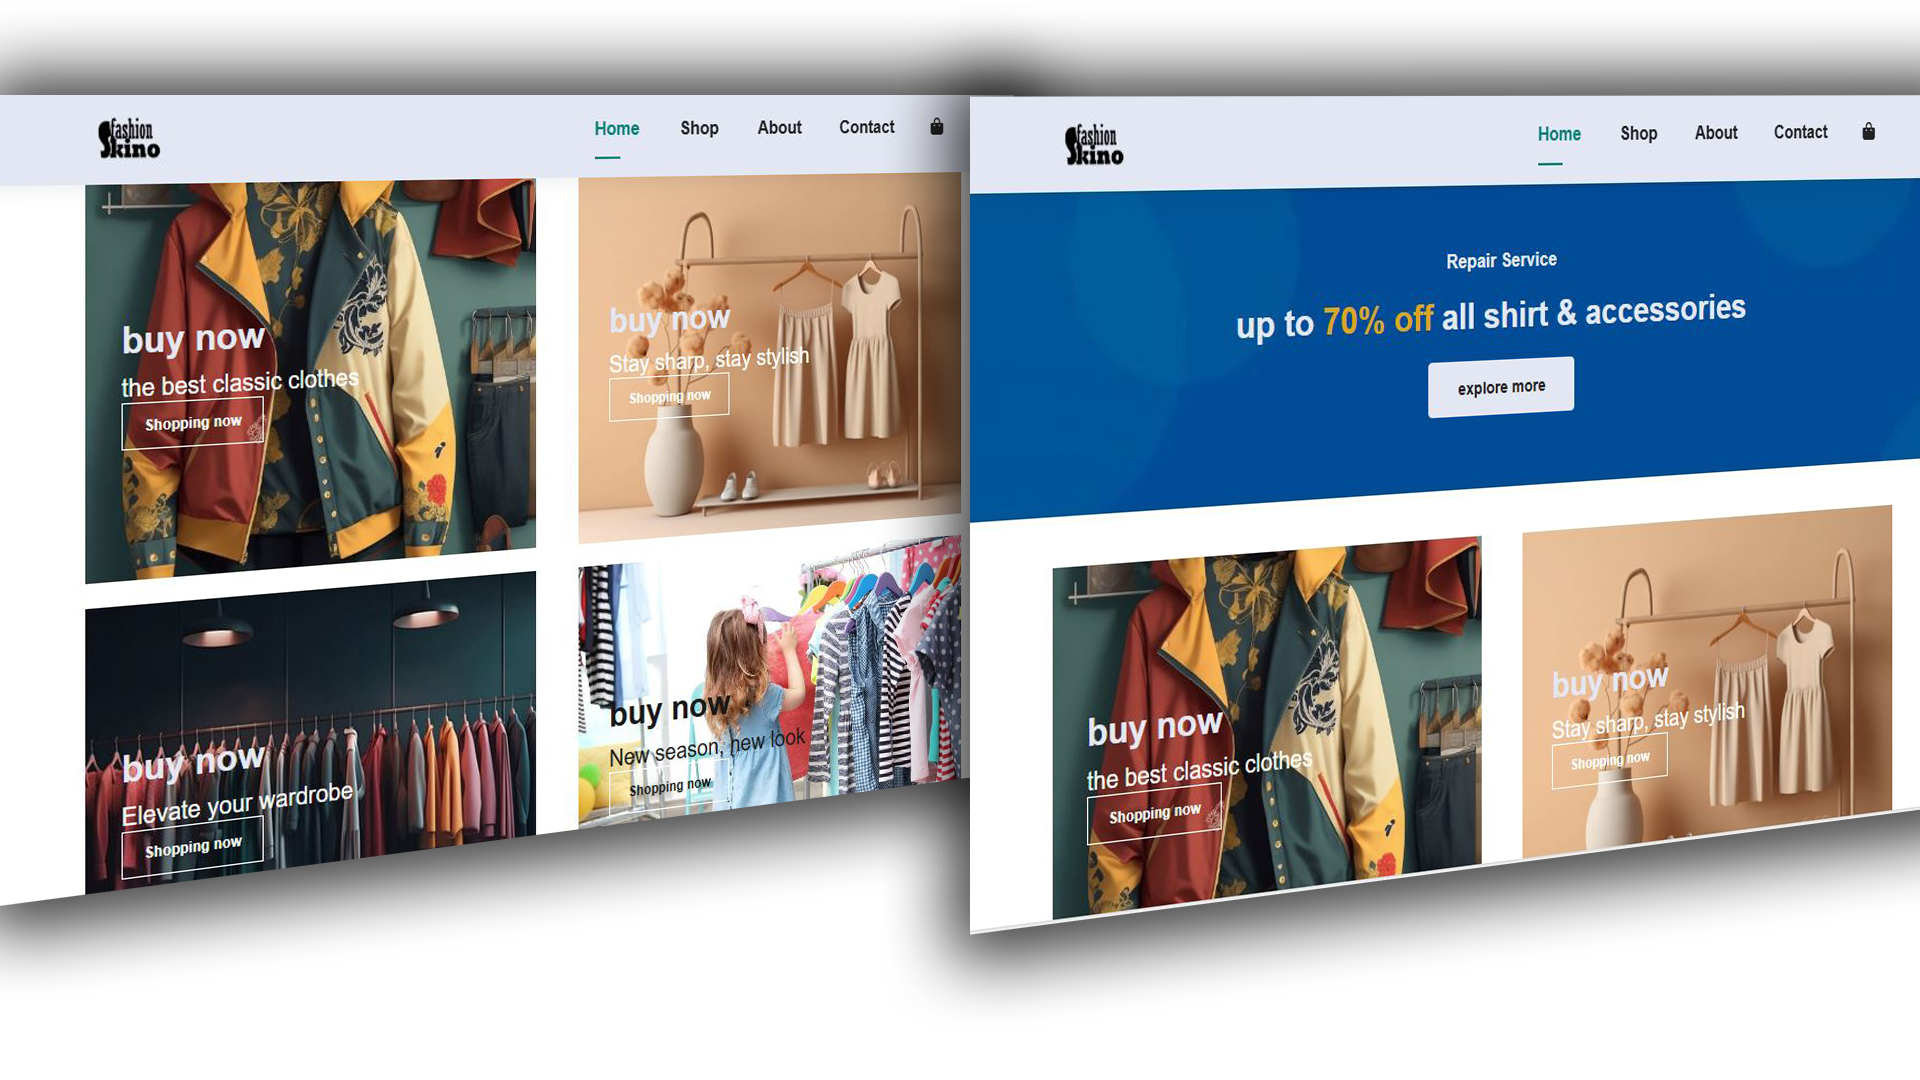 fashion
Skino
Home
Shop
About
Contact
buy now
the best classic clothes
Shopping now
buy now
Stay sharp, stay stylish
Shopping now
buy now
Elevate your wardrobe
Shopping now
buy now
New season, new look
Shopping now
fashion
Skino
Home
Shop
About
Contact
Repair Service
up to 70% off all shirt & accessories
explore more
buy now
the best classic clothes
Shopping now
buy now
Stay sharp, stay stylish
Shopping now